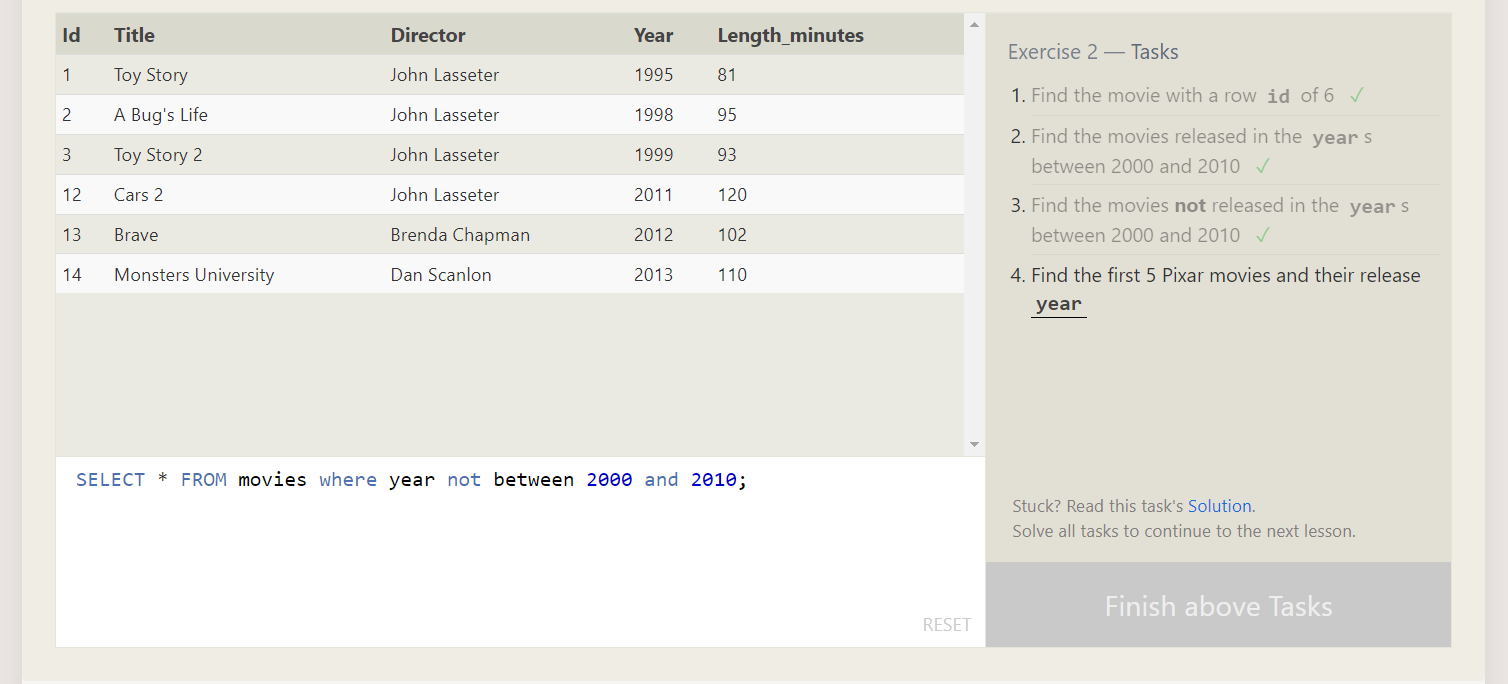 Id Title Director Year Length_minutes
1 Toy Story John Lasseter 1995 81
2 A Bug's Life John Lasseter 1998 95
3 Toy Story 2 John Lasseter 1999 93
12 Cars 2 John Lasseter 2011 120
13 Brave Brenda Chapman 2012 102
14 Monsters University Dan Scanlon 2013 110
SELECT * FROM movies where year not between 2000 and 2010;
RESET
Exercise 2 — Tasks
1. Find the movie with a row id of 6 ✓
2. Find the movies released in the year s
between 2000 and 2010 ✓
3. Find the movies not released in the year s
between 2000 and 2010 ✓
4. Find the first 5 Pixar movies and their release
year
Stuck? Read this task's Solution.
Solve all tasks to continue to the next lesson.
Finish above Tasks